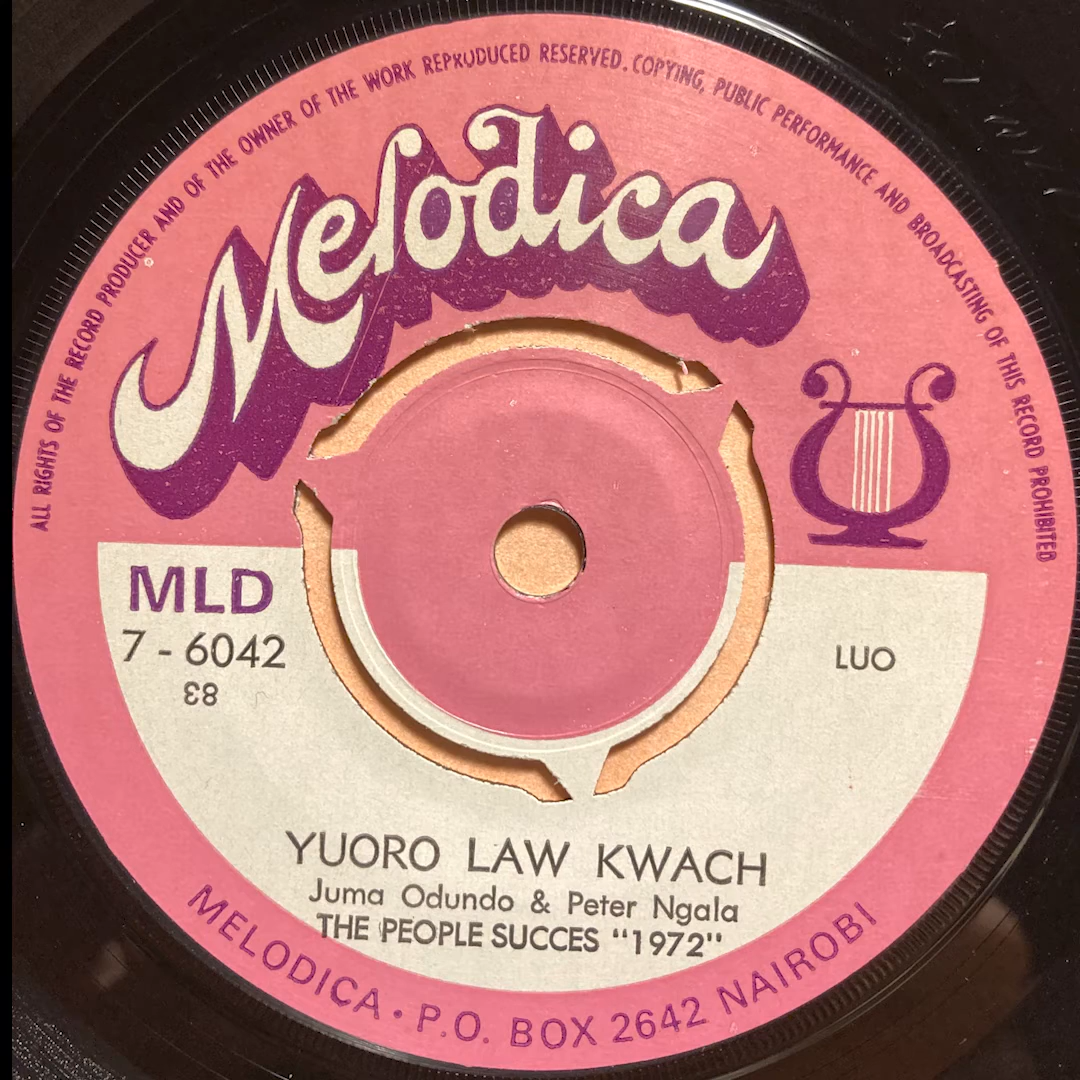 ALL RIGHTS OF THE RECORD PRODUCER AND OF THE OWNER OF THE WORK REPRODUCED RESERVED. COPYING, PUBLIC PERFORMANCE AND BROADCASTING OF THIS RECORD PROHIBITED
Melodica
MLD
7 - 6042
83
LUO
YUORO LAW KWACH
Juma Odundo & Peter Ngala
THE PEOPLE SUCCES "1972"
MELODICA • P.O. BOX 2642 NAIROBI